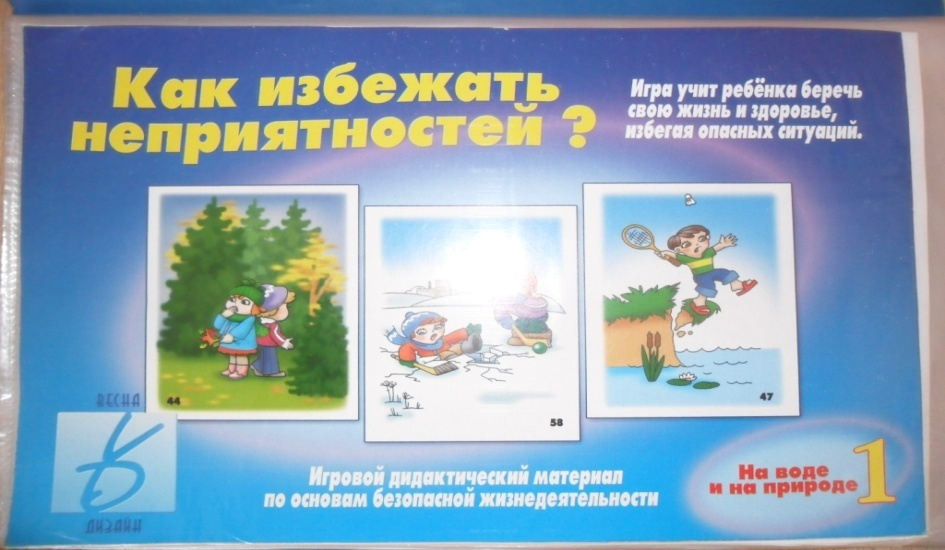 Как избежать
неприятностей ?
Игра учит ребёнка беречь
свою жизнь и здоровье,
избегая опасных ситуаций.
44
58
47
ВЕСНА
ДИЗАЙН
Игровой дидактический материал
по основам безопасной жизнедеятельности
На воде
и на природе
1